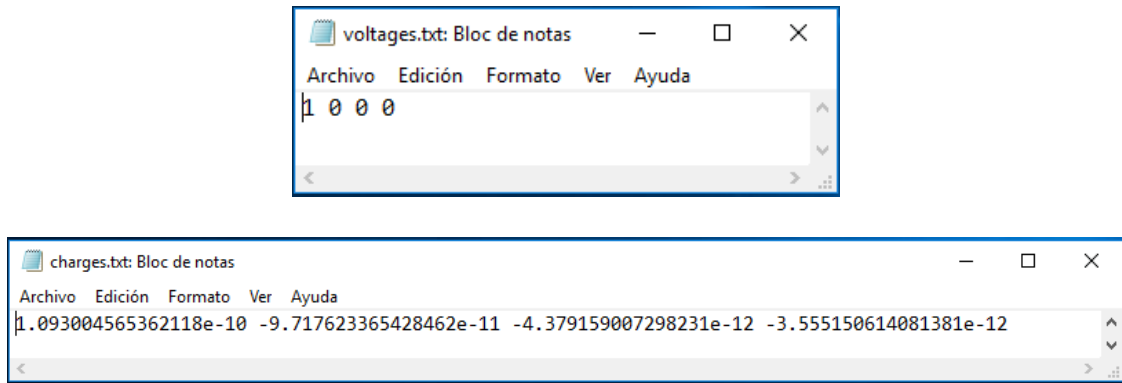 voltages.txt: Bloc de notas
Archivo Edición Formato Ver Ayuda
1 0 0 0
charges.txt: Bloc de notas
Archivo Edición Formato Ver Ayuda
1.093004565362118e-10 -9.717623365428462e-11 -4.379159007298231e-12 -3.555150614081381e-12